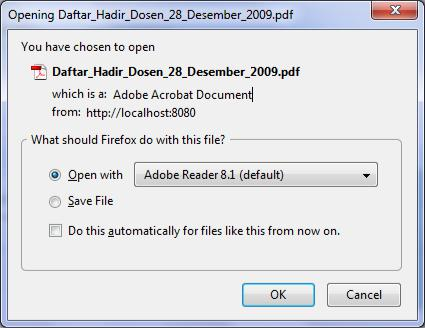 Opening Daftar_Hadir_Dosen_28_Desember_2009.pdf
You have chosen to open
Daftar_Hadir_Dosen_28_Desember_2009.pdf
which is a: Adobe Acrobat Document
from: http://localhost:8080
What should Firefox do with this file?
Open with Adobe Reader 8.1 (default)
Save File
Do this automatically for files like this from now on.
OK Cancel